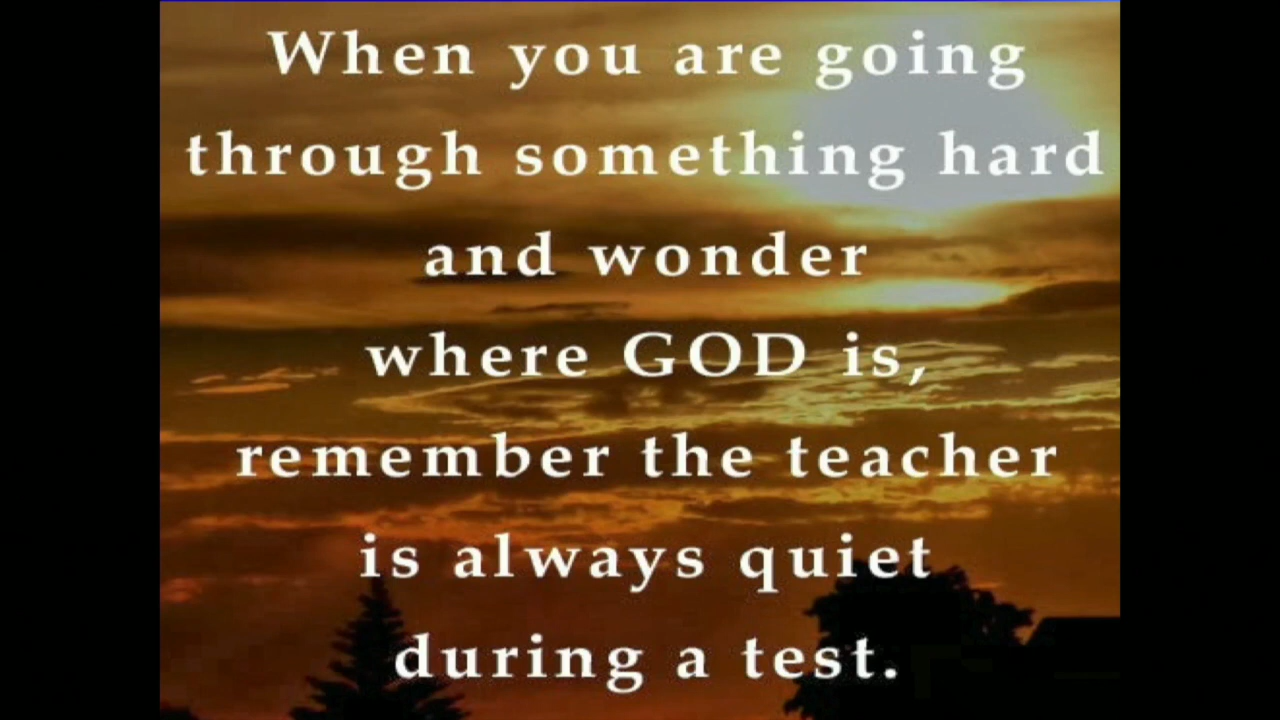 When you are going
through something hard
and wonder
where GOD is,
remember the teacher
is always quiet
during a test.